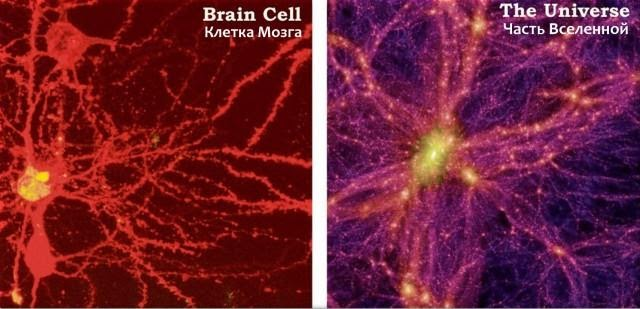 Brain Cell
Клетка Мозга
The Universe
Часть Вселенной